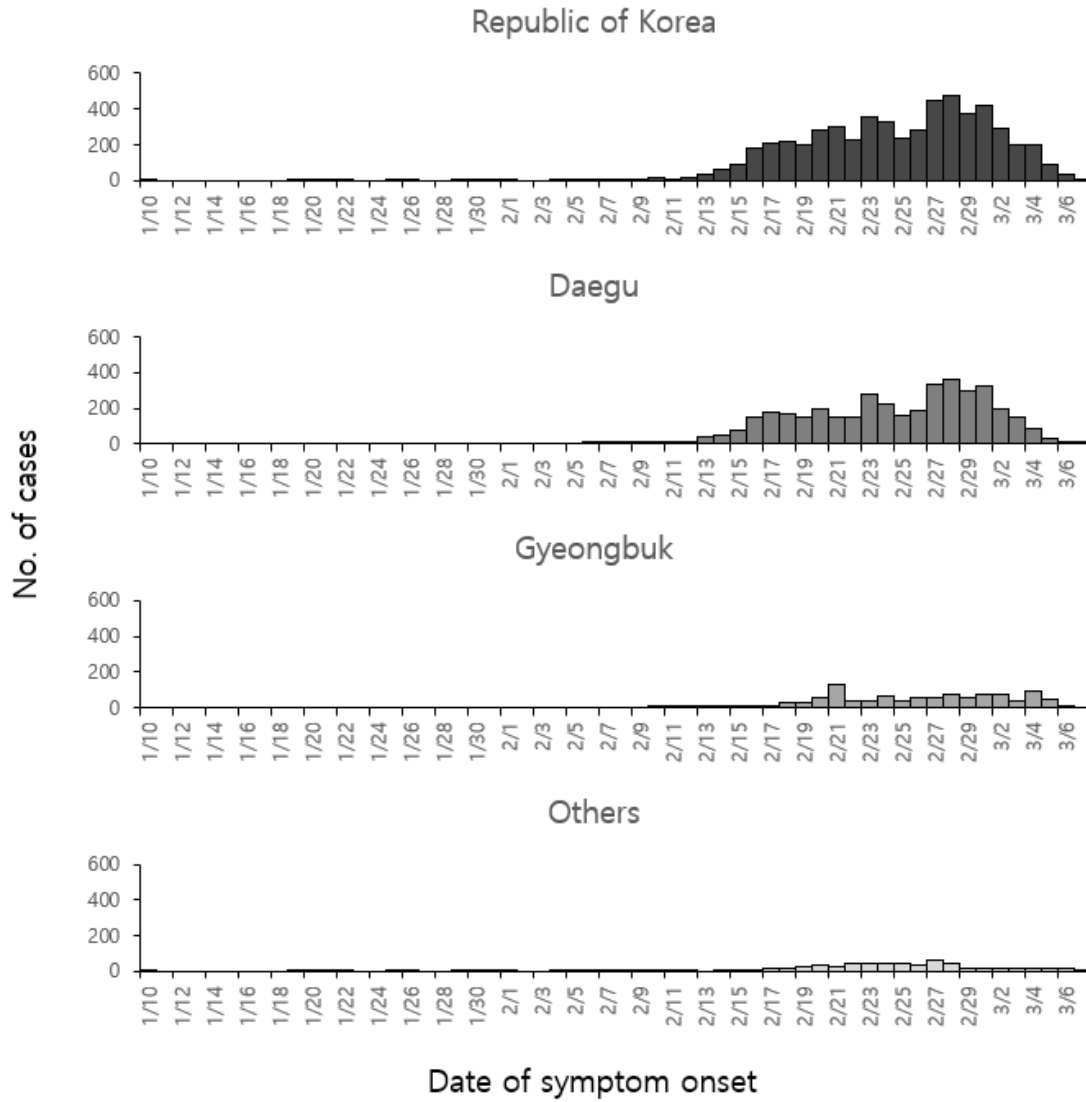 Republic of Korea
600
400
200
0
1/10 1/12 1/14 1/16 1/18 1/20 1/22 1/24 1/26 1/28 1/30 2/1 2/3 2/5 2/7 2/9 2/11 2/13 2/15 2/17 2/19 2/21 2/23 2/25 2/27 2/29 3/2 3/4 3/6
Daegu
600
400
200
0
1/10 1/12 1/14 1/16 1/18 1/20 1/22 1/24 1/26 1/28 1/30 2/1 2/3 2/5 2/7 2/9 2/11 2/13 2/15 2/17 2/19 2/21 2/23 2/25 2/27 2/29 3/2 3/4 3/6
No. of cases
Gyeongbuk
600
400
200
0
1/10 1/12 1/14 1/16 1/18 1/20 1/22 1/24 1/26 1/28 1/30 2/1 2/3 2/5 2/7 2/9 2/11 2/13 2/15 2/17 2/19 2/21 2/23 2/25 2/27 2/29 3/2 3/4 3/6
Others
600
400
200
0
1/10 1/12 1/14 1/16 1/18 1/20 1/22 1/24 1/26 1/28 1/30 2/1 2/3 2/5 2/7 2/9 2/11 2/13 2/15 2/17 2/19 2/21 2/23 2/25 2/27 2/29 3/2 3/4 3/6
Date of symptom onset